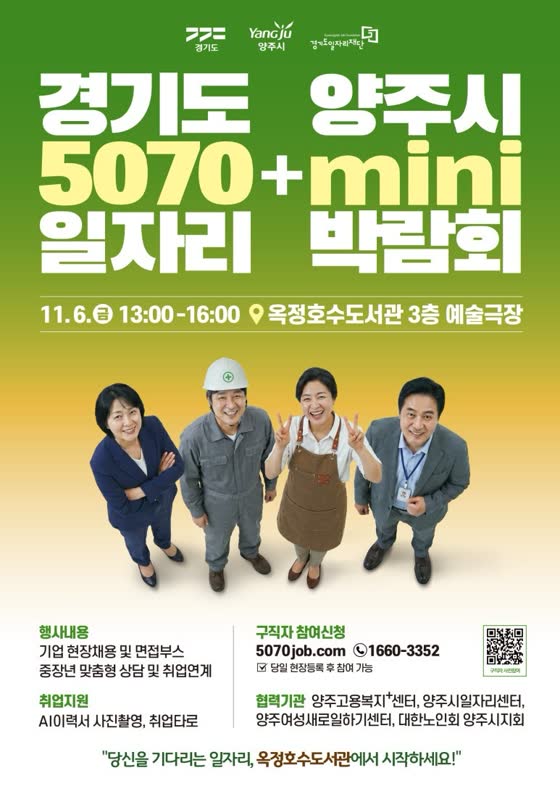 경기도
Yangju
양주시
경기도일자리재단
경기도 양주시
5070+mini
일자리 박람회
11. 6. 금 13:00-16:00 옥정호수도서관 3층 예술극장
행사내용
기업 현장채용 및 면접부스
중장년 맞춤형 상담 및 취업연계
취업지원
AI이력서 사진촬영, 취업타로
구직자 참여신청
5070job.com 1660-3352
당일 현장등록 후 참여 가능
협력기관 양주고용복지+센터, 양주시일자리센터,
양주여성새로일하기센터, 대한노인회 양주시지회
"당신을 기다리는 일자리, 옥정호수도서관에서 시작하세요!"